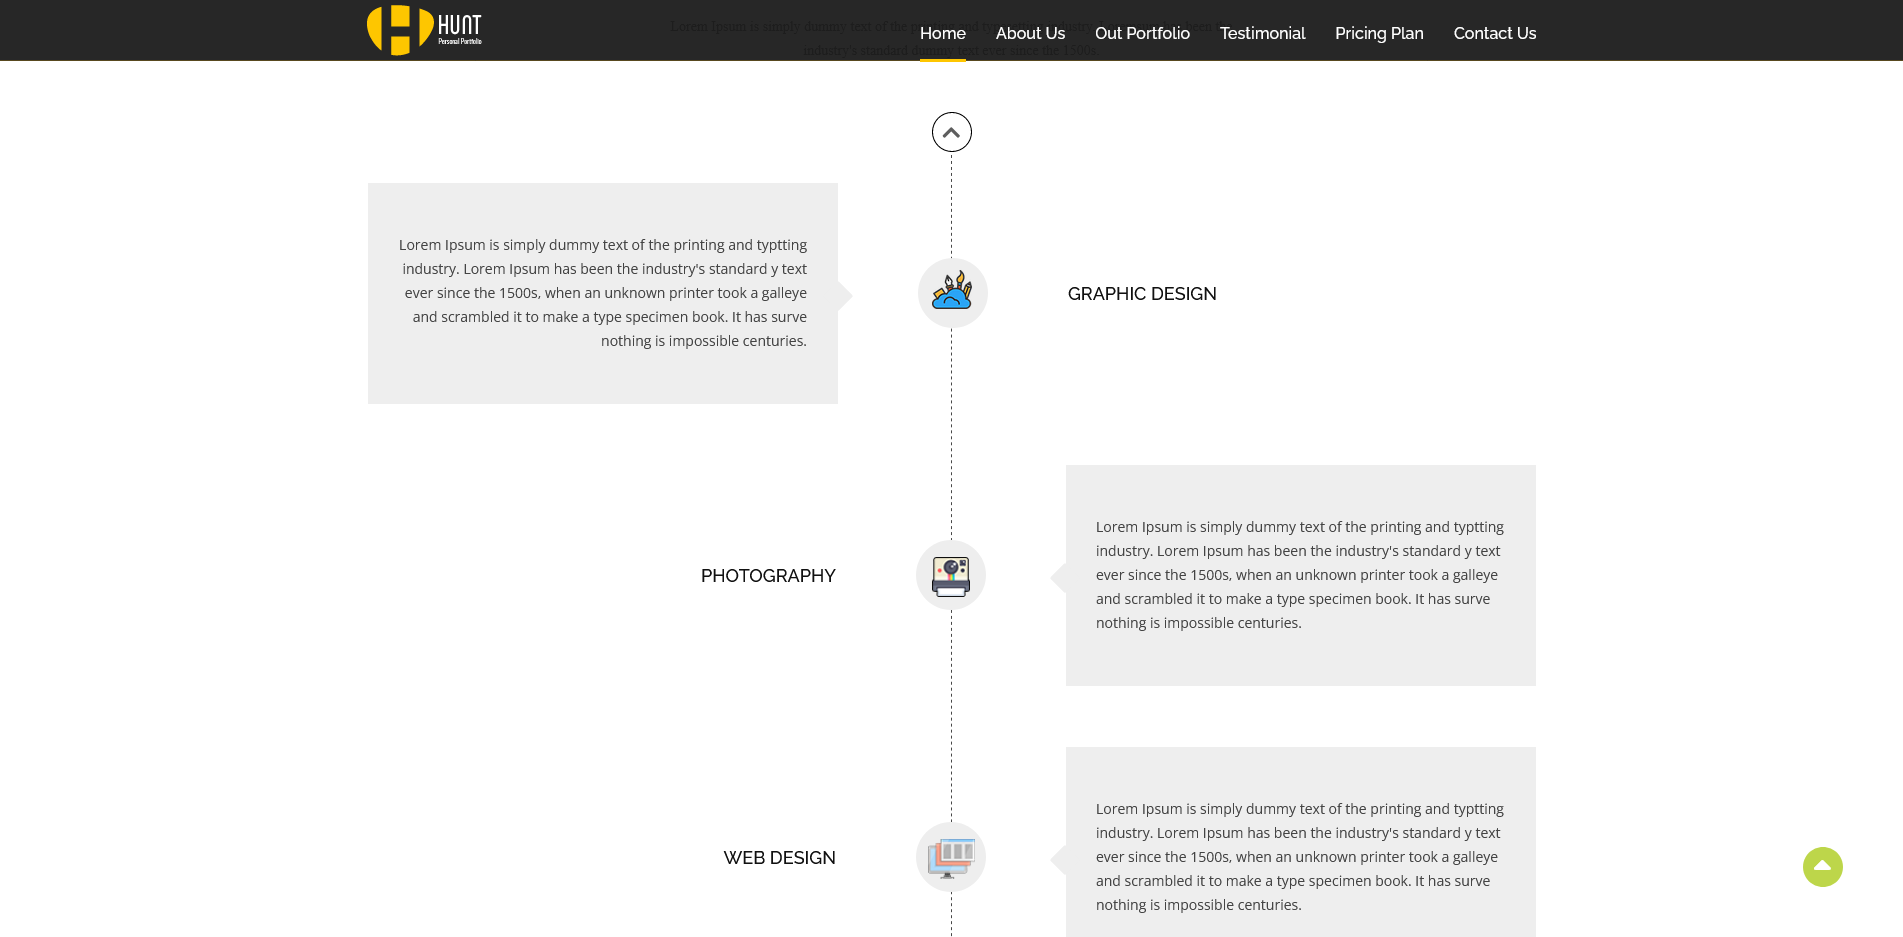 HUNT
Personal Portfolio
Home About Us Out Portfolio Testimonial Pricing Plan Contact Us
Lorem Ipsum is simply dummy text of the printing and typ industry. Lorem been the
industry's standard dummy text ever since the 1500s
Lorem Ipsum is simply dummy text of the printing and typtting
industry. Lorem Ipsum has been the industry's standard y text
ever since the 1500s, when an unknown printer took a galleye
and scrambled it to make a type specimen book. It has surve
nothing is impossible centuries.
GRAPHIC DESIGN
PHOTOGRAPHY
Lorem Ipsum is simply dummy text of the printing and typtting
industry. Lorem Ipsum has been the industry's standard y text
ever since the 1500s, when an unknown printer took a galleye
and scrambled it to make a type specimen book. It has surve
nothing is impossible centuries.
WEB DESIGN
Lorem Ipsum is simply dummy text of the printing and typtting
industry. Lorem Ipsum has been the industry's standard y text
ever since the 1500s, when an unknown printer took a galleye
and scrambled it to make a type specimen book. It has surve
nothing is impossible centuries.